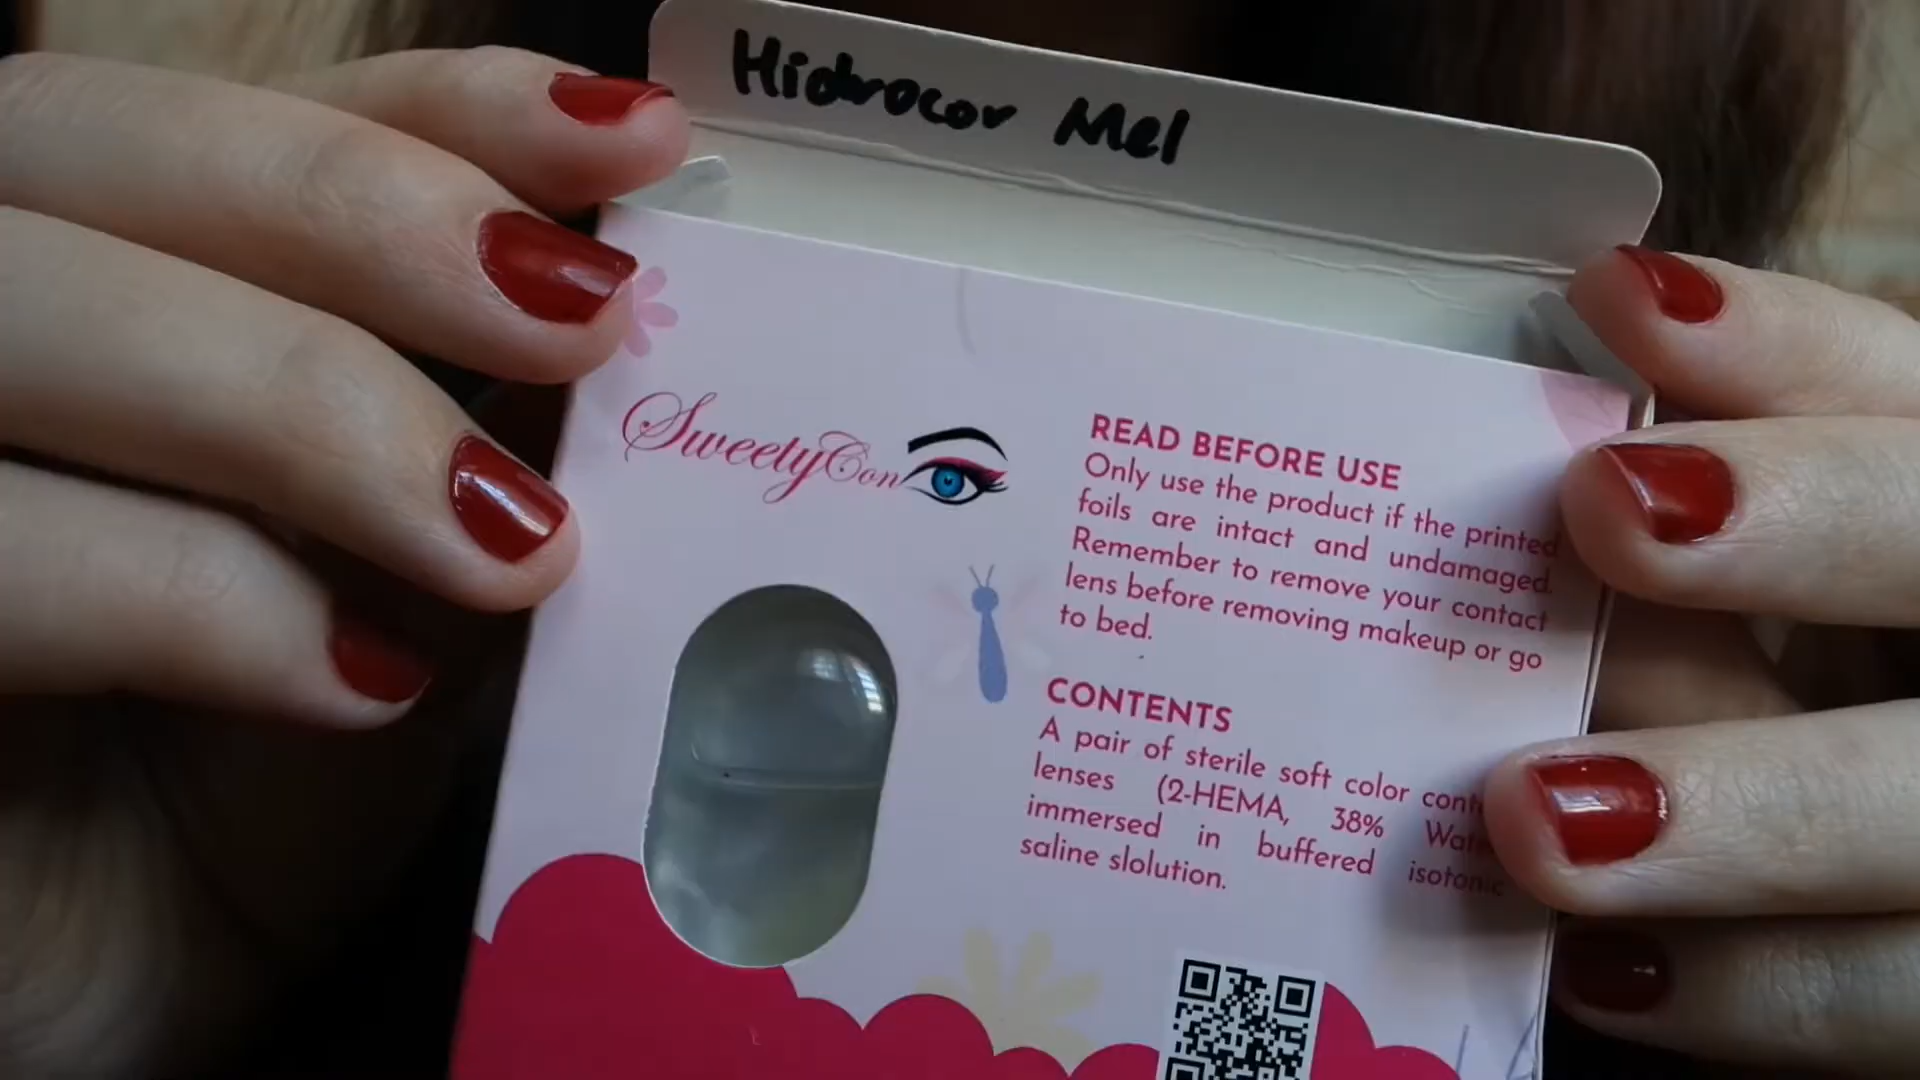 Hidrocor Mel
SweetyCon
READ BEFORE USE
Only use the product if the printed
foils are intact and undamaged.
Remember to remove your contact
lens before removing makeup or go
to bed.
CONTENTS
A pair of sterile soft color
lenses (2-HEMA, 38%
immersed in buffered isotonic
saline slolution.